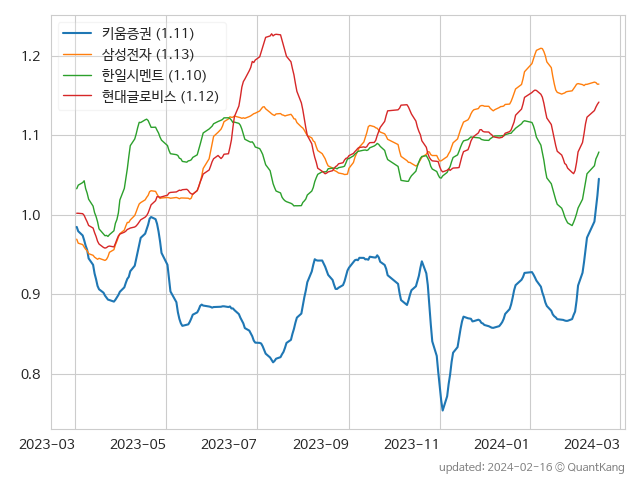 키움증권 (1.11)
삼성전자 (1.13)
한일시멘트 (1.10)
현대글로비스 (1.12)
1.2
1.1
1.0
0.9
0.8
2023-03 2023-05 2023-07 2023-09 2023-11 2024-01 2024-03
updated: 2024-02-16 © QuantKang